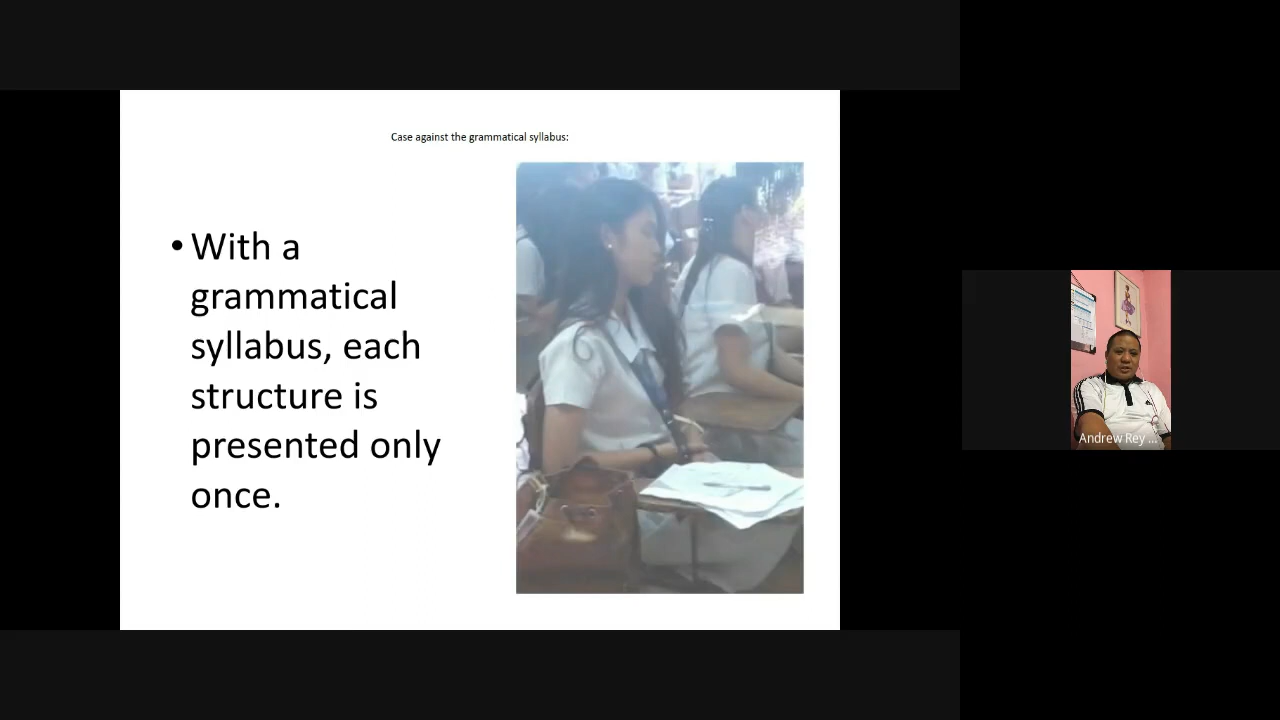 Case against the grammatical syllabus:
• With a
grammatical
syllabus, each
structure is
presented only
once.
Andrew Rey ...